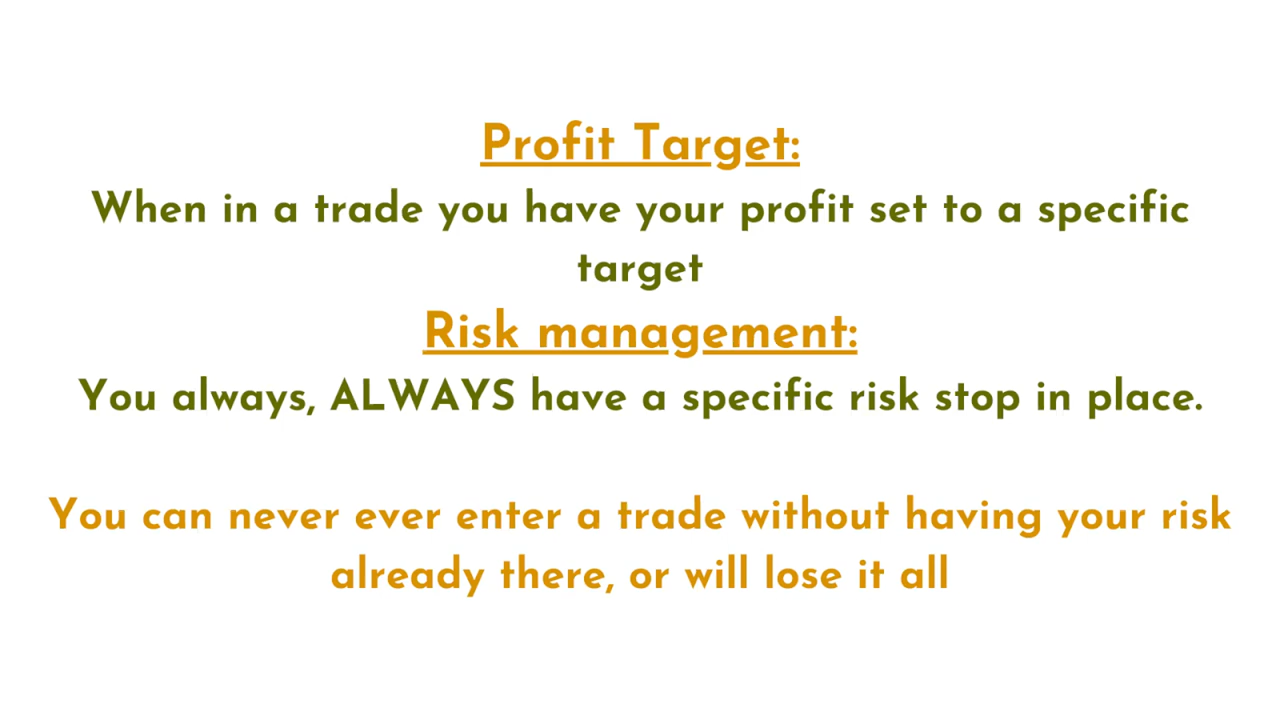 Profit Target:
When in a trade you have your profit set to a specific
target
Risk management:
You always, ALWAYS have a specific risk stop in place.
You can never ever enter a trade without having your risk
already there, or will lose it all